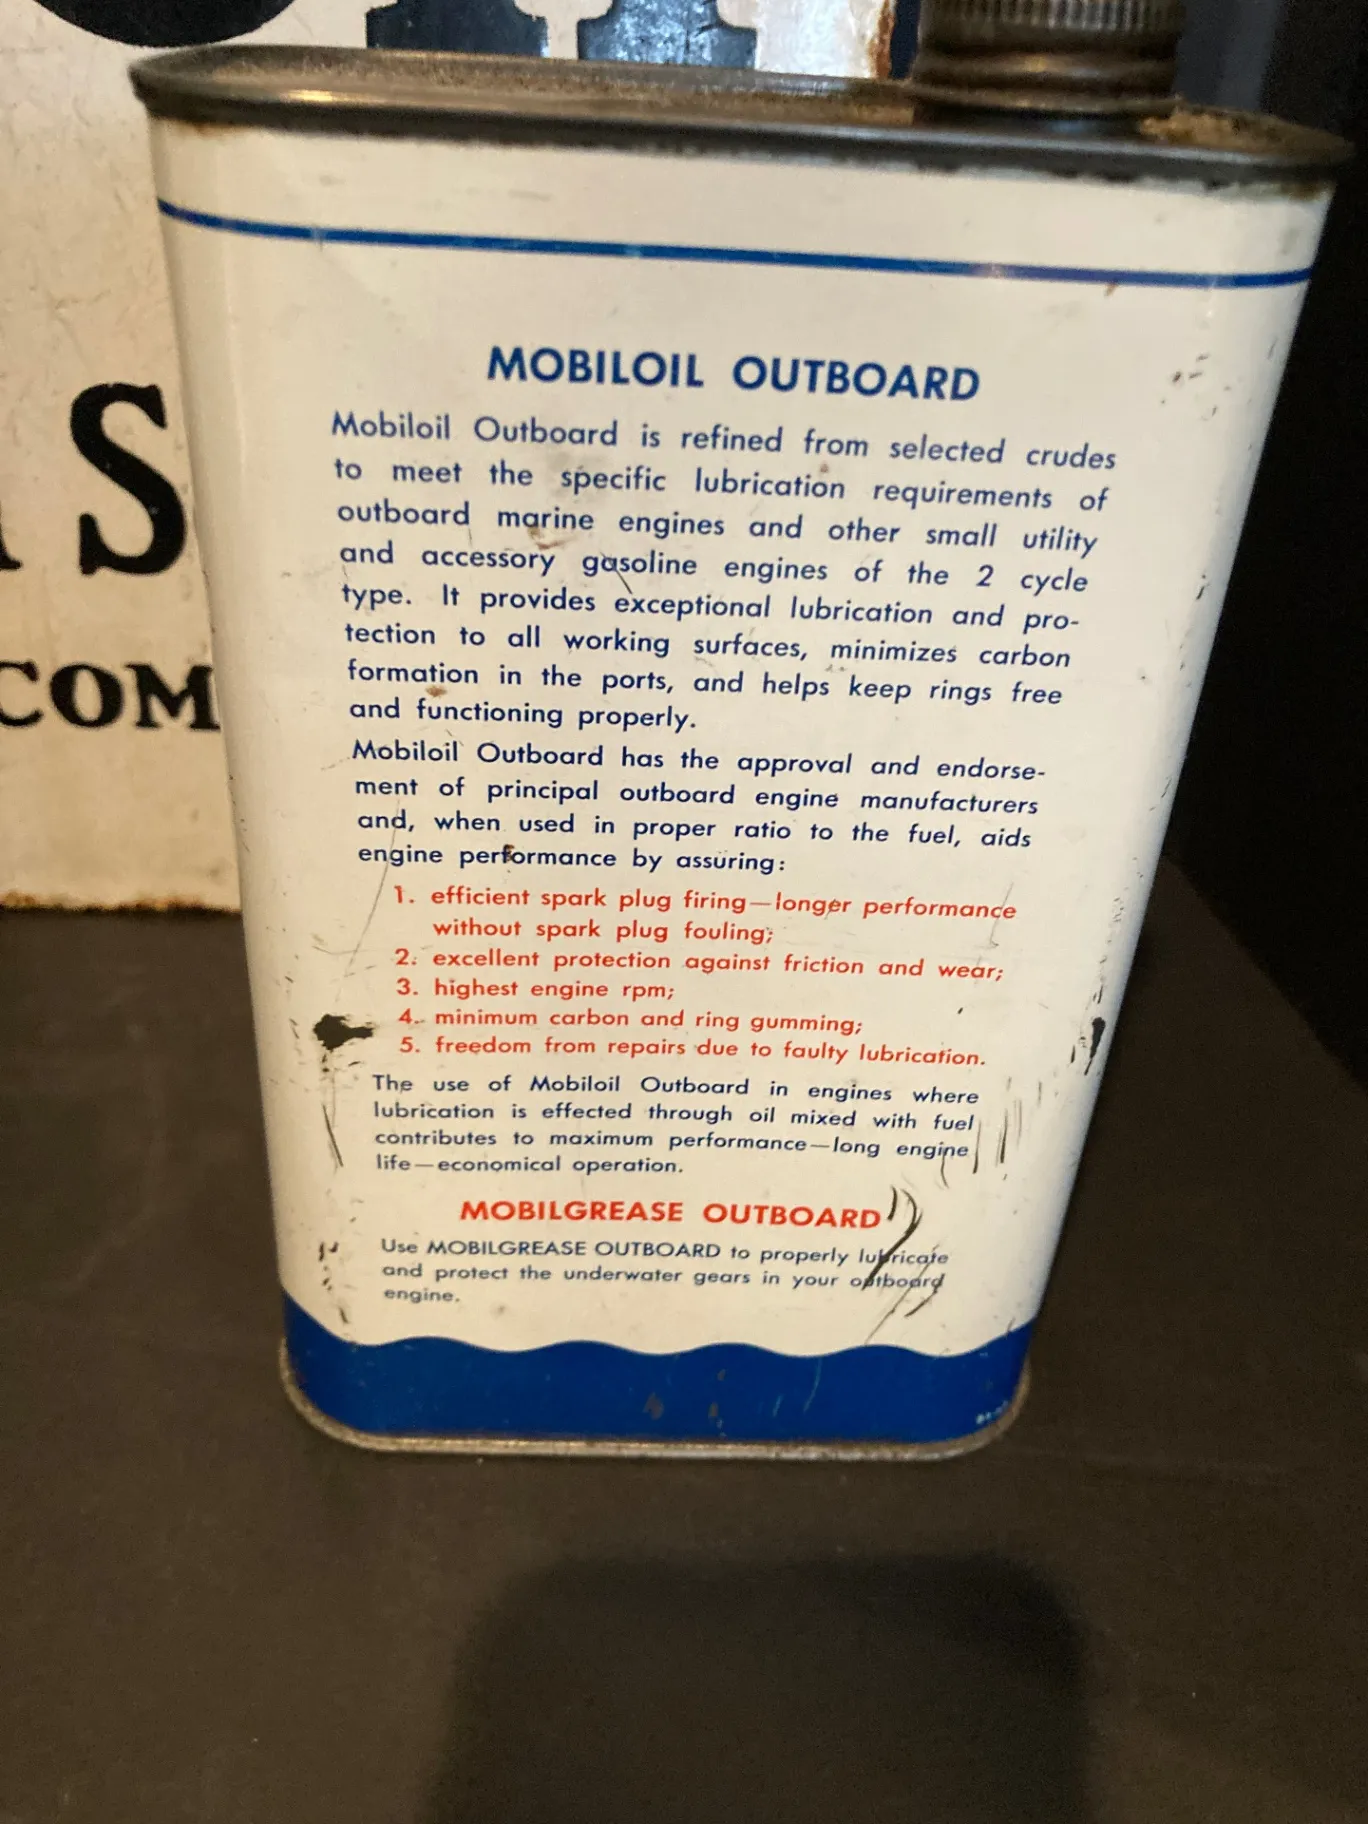 S
COM
MOBILOIL OUTBOARD
Mobiloil Outboard is refined from selected crudes
to meet the specific lubrication requirements of
outboard marine engines and other small utility
and accessory gasoline engines of the 2 cycle
type. It provides exceptional lubrication and pro-
tection to all working surfaces, minimizes carbon
formation in the ports, and helps keep rings free
and functioning properly.
Mobiloil Outboard has the approval and endorse-
ment of principal outboard engine manufacturers
and, when used in proper ratio to the fuel, aids
engine performance by assuring:
1. efficient spark plug firing—longer performance
without spark plug fouling;
2. excellent protection against friction and wear;
3. highest engine rpm;
4. minimum carbon and ring gumming;
5. freedom from repairs due to faulty lubrication.
The use of Mobiloil Outboard in engines where
lubrication is effected through oil mixed with fuel
contributes to maximum performance—long engine
life—economical operation.
MOBILGREASE OUTBOARD
Use MOBILGREASE OUTBOARD to properly lubricate
and protect the underwater gears in your outboard
engine.